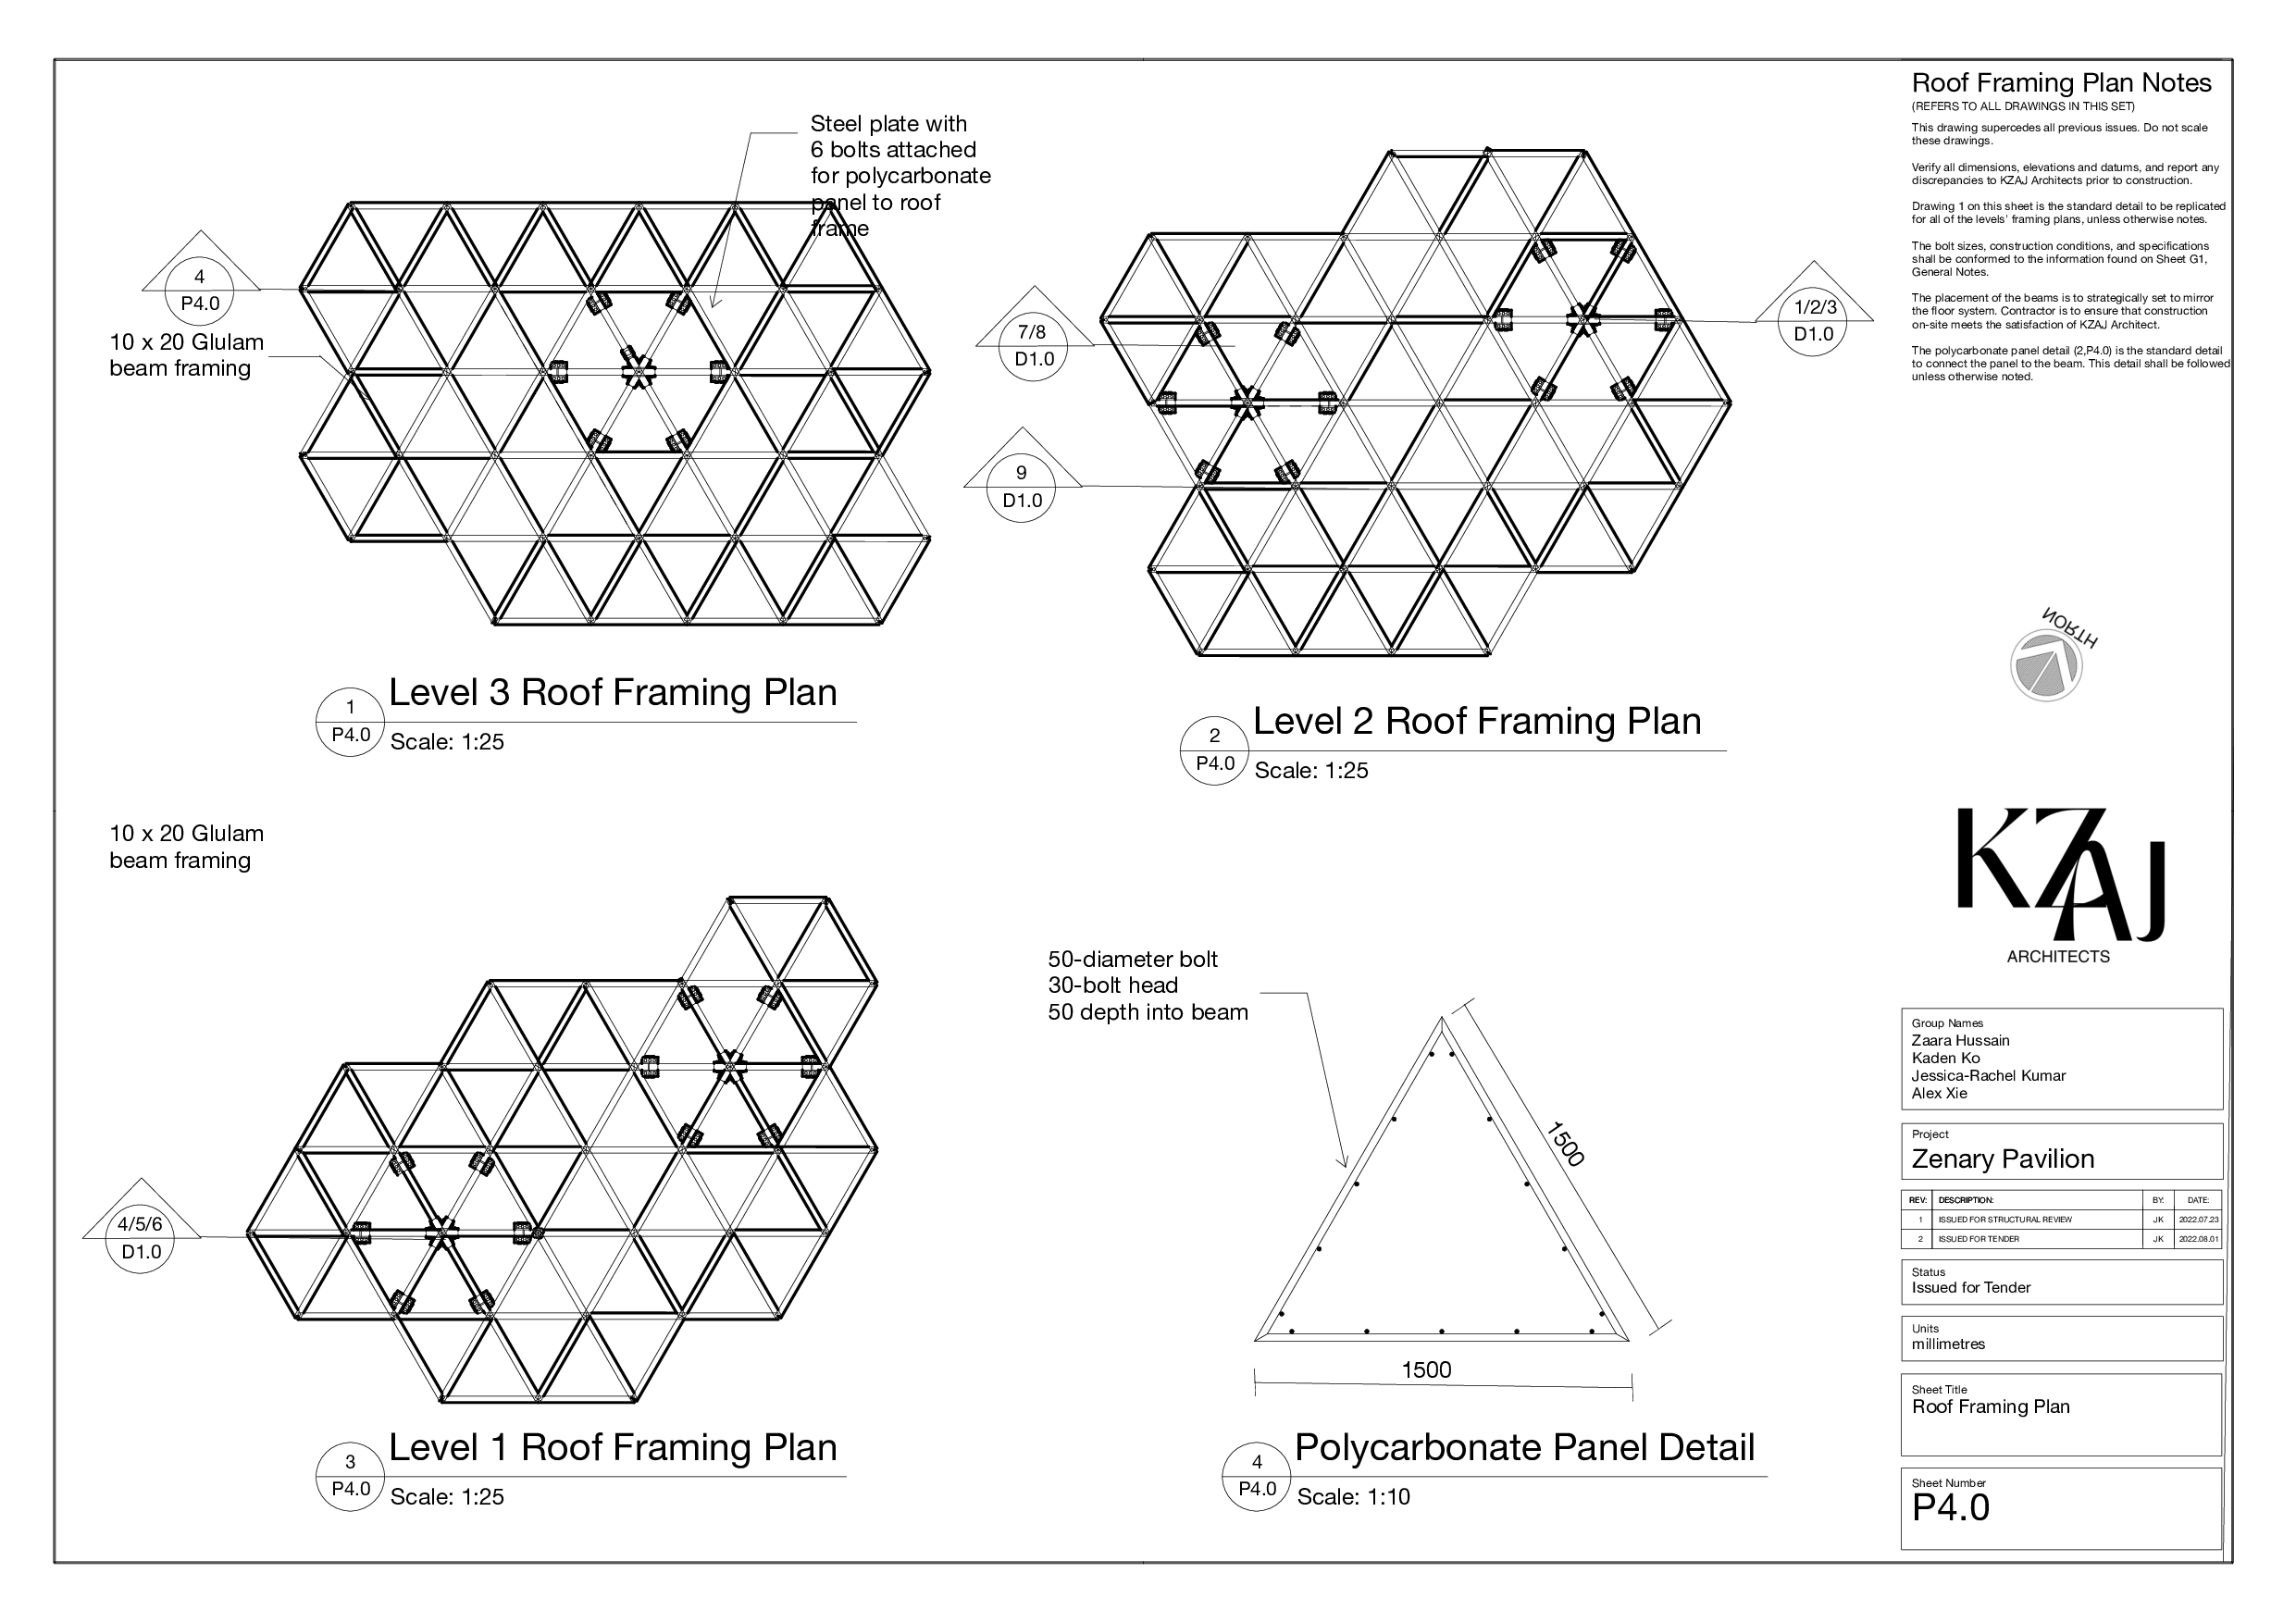 Steel plate with
6 bolts attached
for polycarbonate
panel to roof
frame
4
P4.0
10 x 20 Glulam
beam framing
1
P4.0
Level 3 Roof Framing Plan
Scale: 1:25
7/8
D1.0
9
D1.0
1/2/3
D1.0
2
P4.0
Level 2 Roof Framing Plan
Scale: 1:25
10 x 20 Glulam
beam framing
4/5/6
D1.0
3
P4.0
Level 1 Roof Framing Plan
Scale: 1:25
50-diameter bolt
30-bolt head
50 depth into beam
1500
1500
4
P4.0
Polycarbonate Panel Detail
Scale: 1:10
Roof Framing Plan Notes
(REFERS TO ALL DRAWINGS IN THIS SET)
This drawing supercedes all previous issues. Do not scale
these drawings.
Verify all dimensions, elevations and datums, and report any
discrepancies to KZAJ Architects prior to construction.
Drawing 1 on this sheet is the standard detail to be replicated
for all of the levels' framing plans, unless otherwise notes.
The bolt sizes, construction conditions, and specifications
shall be conformed to the information found on Sheet G1,
General Notes.
The placement of the beams is to strategically set to mirror
the floor system. Contractor is to ensure that construction
on-site meets the satisfaction of KZAJ Architect.
The polycarbonate panel detail (2,P4.0) is the standard detail
to connect the panel to the beam. This detail shall be followed
unless otherwise noted.
NORTH
KZAJ
ARCHITECTS
Group Names
Zaara Hussain
Kaden Ko
Jessica-Rachel Kumar
Alex Xie
Project
Zenary Pavilion
REV: DESCRIPTION: BY: DATE:
1 ISSUED FOR STRUCTURAL REVIEW JK 2022.07.23
2 ISSUED FOR TENDER JK 2022.08.01
Status
Issued for Tender
Units
millimetres
Sheet Title
Roof Framing Plan
Sheet Number
P4.0